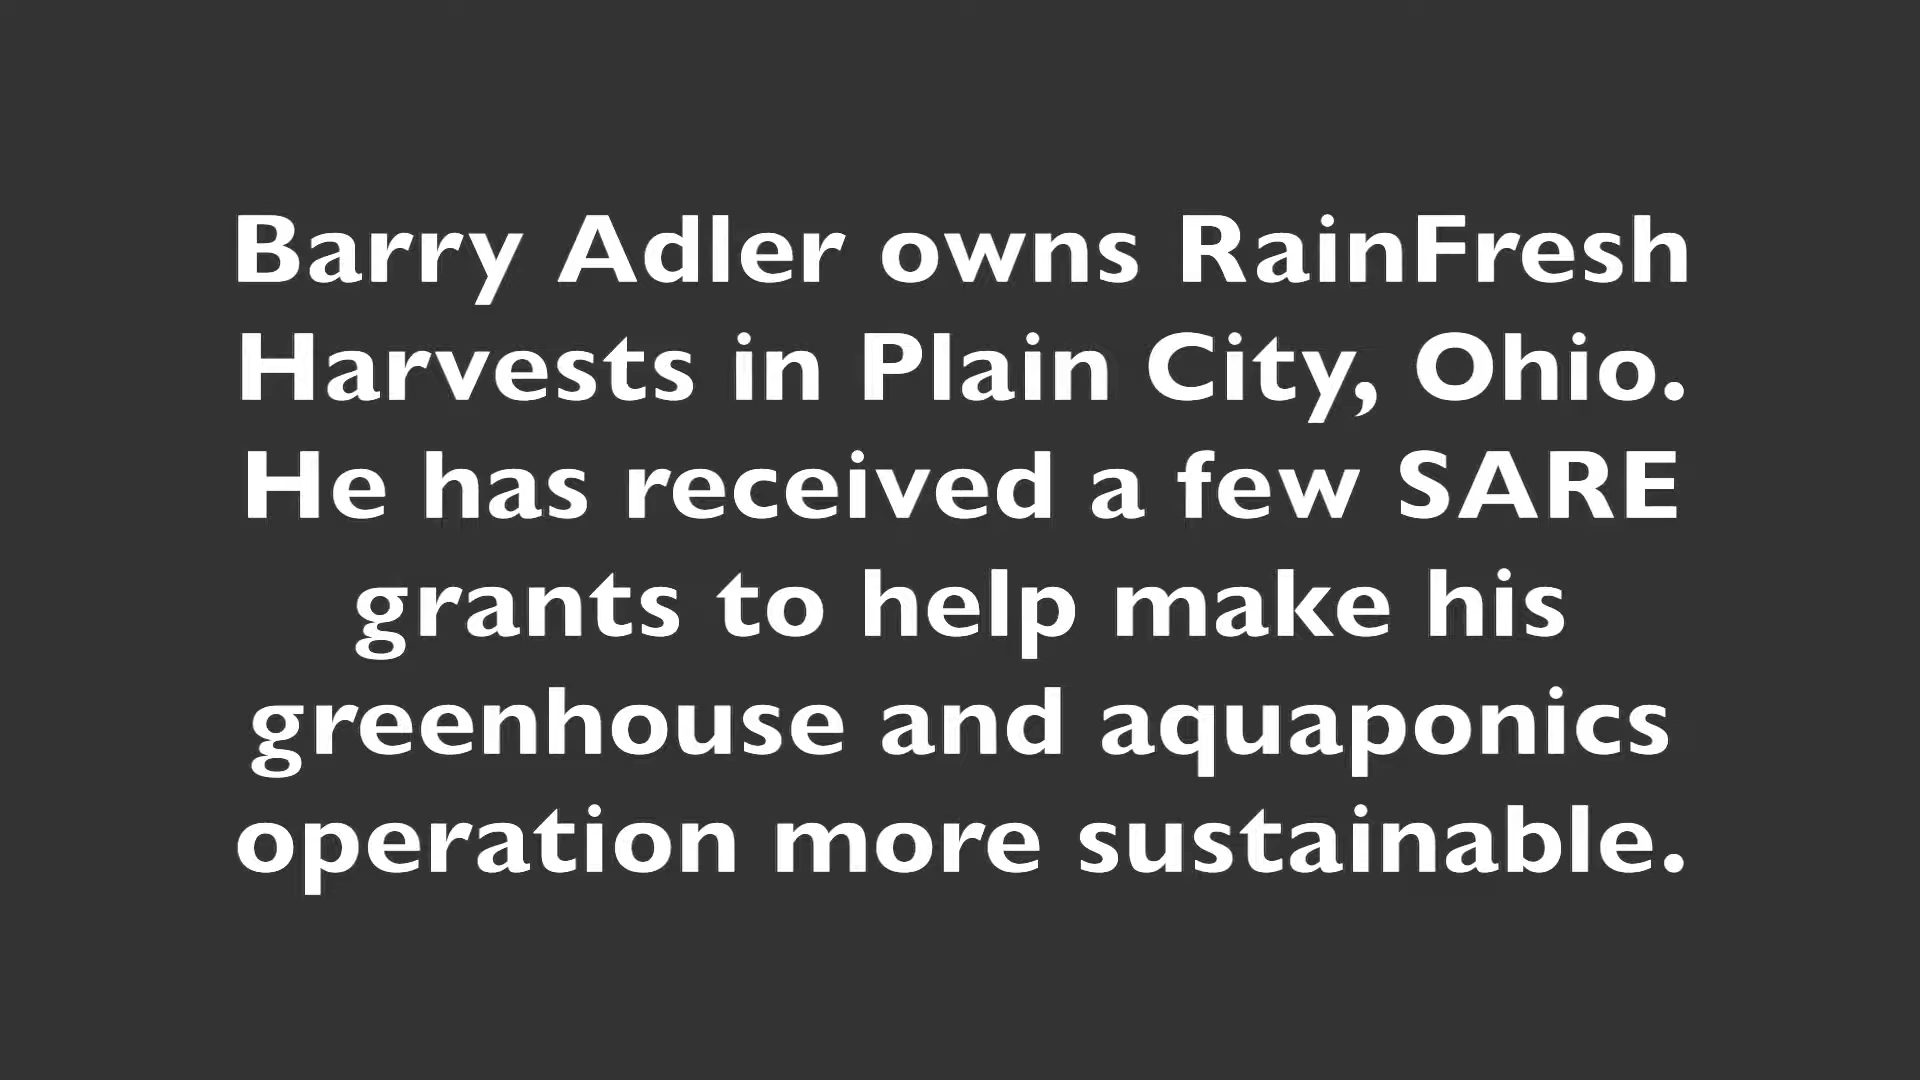 Barry Adler owns RainFresh
Harvests in Plain City, Ohio.
He has received a few SARE
grants to help make his
greenhouse and aquaponics
operation more sustainable.